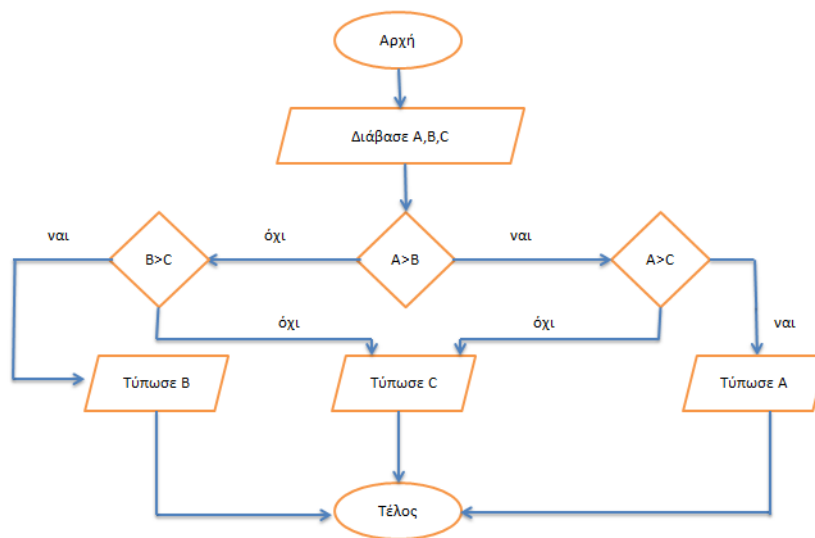 Αρχή
Διάβασε Α,Β,C
ναι
όχι
ναι
B>C
A>B
A>C
όχι
όχι
ναι
Τύπωσε Β
Τύπωσε C
Τύπωσε Α
Τέλος